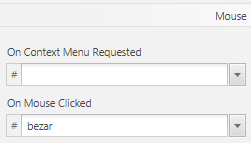 Mouse
On Context Menu Requested
#
On Mouse Clicked
# bezar